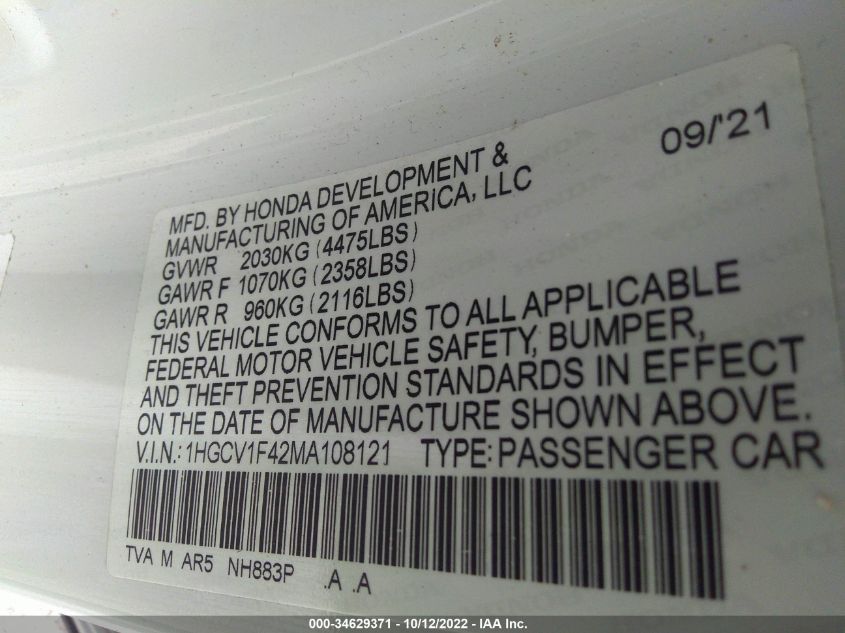 09/'21
MFD. BY HONDA DEVELOPMENT &
MANUFACTURING OF AMERICA, LLC
GVWR 2030KG (4475LBS)
GAWR F 1070KG (2358LBS)
GAWR R 960KG (2116LBS)
THIS VEHICLE CONFORMS TO ALL APPLICABLE
FEDERAL MOTOR VEHICLE SAFETY, BUMPER,
AND THEFT PREVENTION STANDARDS IN EFFECT
ON THE DATE OF MANUFACTURE SHOWN ABOVE.
V.I.N.: 1HGCV1F42MA108121 TYPE: PASSENGER CAR
TVA M AR5 NH883P .A .A
000-34629371 - 10/12/2022 - IAA Inc.